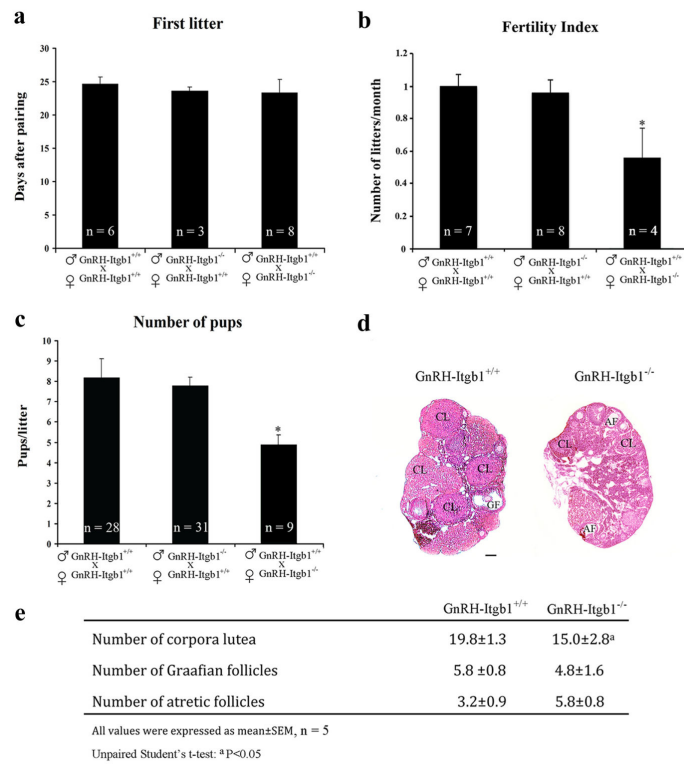 a
First litter
Days after pairing
30
25
20
15
10
5
0
n = 6
n = 3
n = 8
♂ GnRH-Itgb1+/+
X
♀ GnRH-Itgb1+/+
♂ GnRH-Itgb1-/-
X
♀ GnRH-Itgb1+/+
♂ GnRH-Itgb1+/+
X
♀ GnRH-Itgb1-/-
b
Fertility Index
Number of litters/month
1.2
1
0.8
0.6
0.4
0.2
0
*
n = 7
n = 8
n = 4
♂ GnRH-Itgb1+/+
X
♀ GnRH-Itgb1+/+
♂ GnRH-Itgb1-/-
X
♀ GnRH-Itgb1+/+
♂ GnRH-Itgb1+/+
X
♀ GnRH-Itgb1-/-
c
Number of pups
Pups/litter
10
9
8
7
6
5
4
3
2
1
0
*
n = 28
n = 31
n = 9
♂ GnRH-Itgb1+/+
X
♀ GnRH-Itgb1+/+
♂ GnRH-Itgb1-/-
X
♀ GnRH-Itgb1+/+
♂ GnRH-Itgb1+/+
X
♀ GnRH-Itgb1-/-
d
GnRH-Itgb1+/+
CL
CL
CL
CL
GF
GnRH-Itgb1-/-
AF
CL
CL
AF
e
GnRH-Itgb1+/+ GnRH-Itgb1-/-
Number of corpora lutea 19.8±1.3 15.0±2.8a
Number of Graafian follicles 5.8 ±0.8 4.8±1.6
Number of atretic follicles 3.2±0.9 5.8±0.8
All values were expressed as mean±SEM, n = 5
Unpaired Student's t-test: a P<0.05